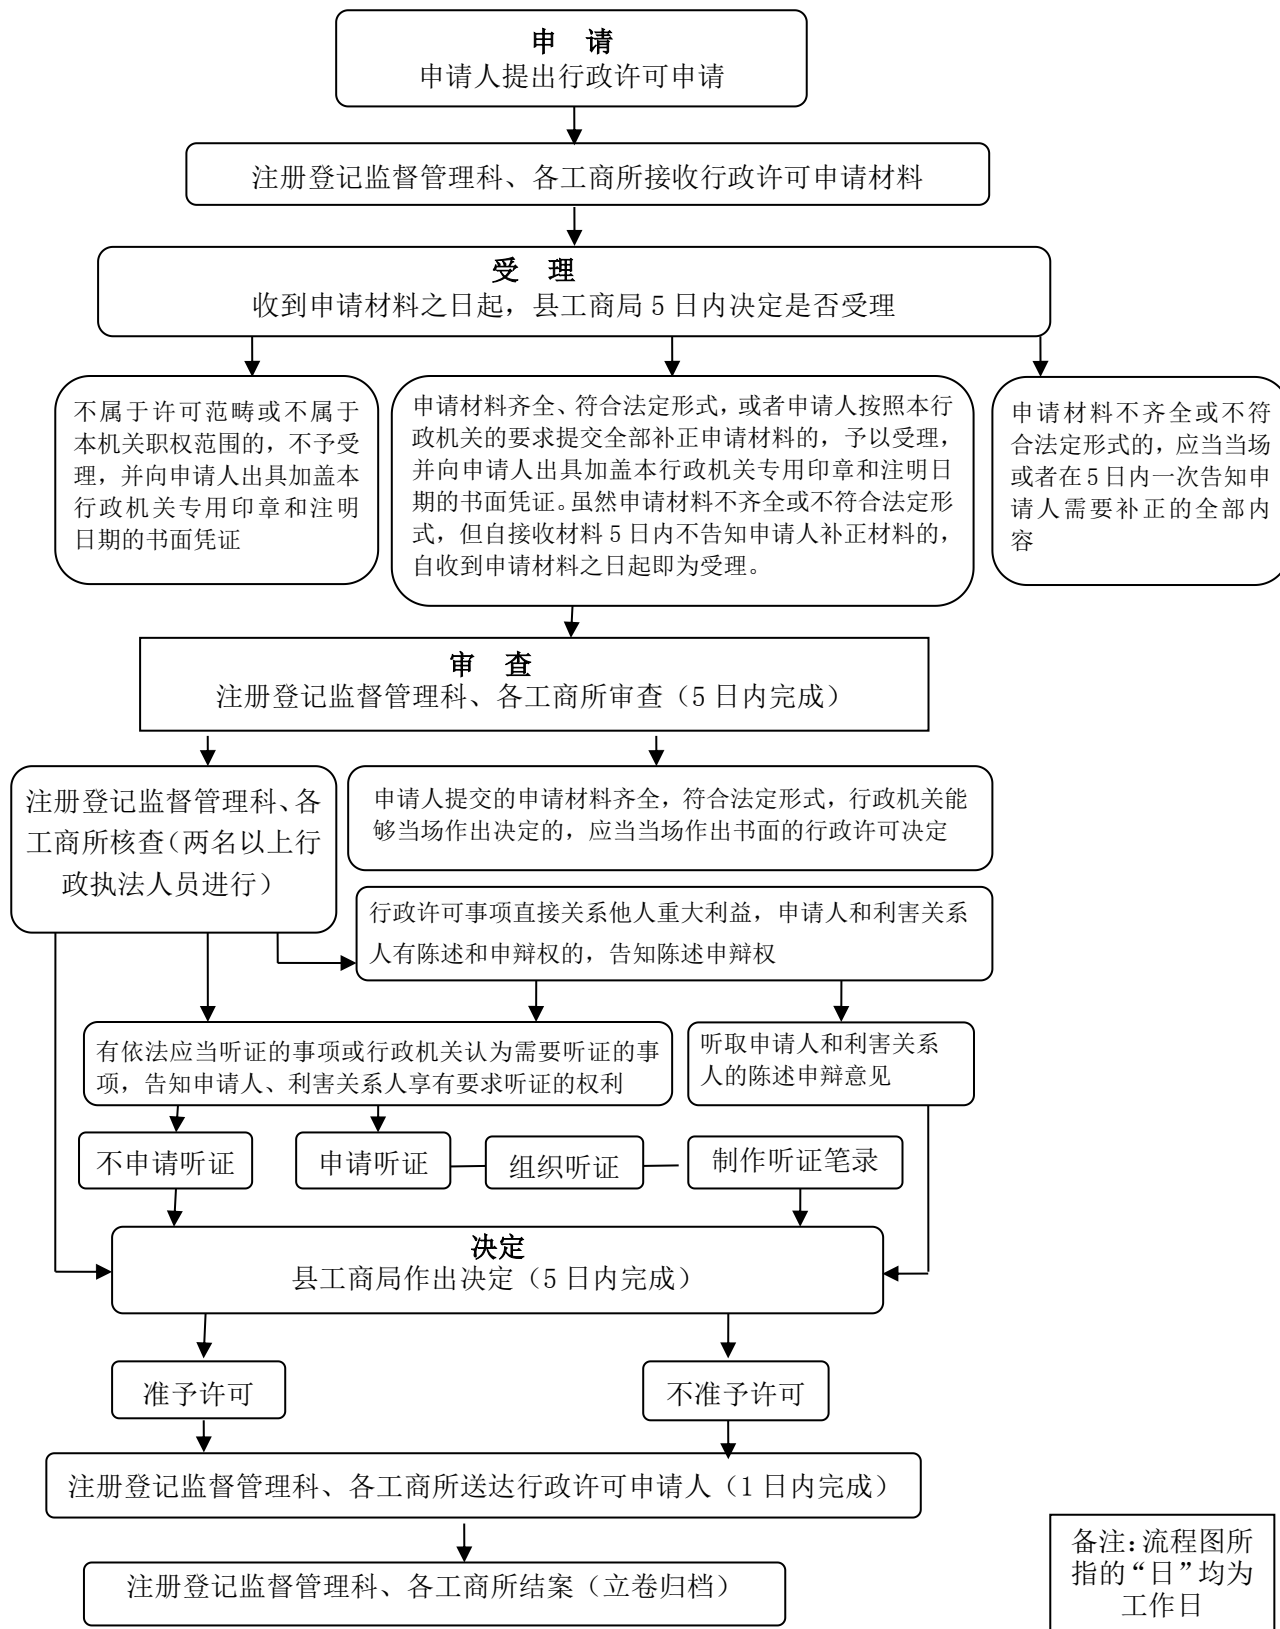 申 请
申请人提出行政许可申请
注册登记监督管理科、各工商所接收行政许可申请材料
受 理
收到申请材料之日起，县工商局 5 日内决定是否受理
不属于许可范畴或不属于
本机关职权范围的，不予受
理，并向申请人出具加盖本
行政机关专用印章和注明
日期的书面凭证
申请材料齐全、符合法定形式，或者申请人按照本行
政机关的要求提交全部补正申请材料的，予以受理，
并向申请人出具加盖本行政机关专用印章和注明日
期的书面凭证。虽然申请材料不齐全或不符合法定形
式，但自接收材料 5 日内不告知申请人补正材料的，
自收到申请材料之日起即为受理。
申请材料不齐全或不符
合法定形式的，应当当场
或者在 5 日内一次告知申
请人需要补正的全部内
容
审 查
注册登记监督管理科、各工商所审查（5 日内完成）
注册登记监督管理科、各
工商所核查（两名以上行
政执法人员进行）
申请人提交的申请材料齐全，符合法定形式，行政机关能
够当场作出决定的，应当当场作出书面的行政许可决定
行政许可事项直接关系他人重大利益，申请人和利害关系
人有陈述和申辩权的，告知陈述申辩权
有依法应当听证的事项或行政机关认为需要听证的事
项，告知申请人、利害关系人享有要求听证的权利
听取申请人和利害关系
人的陈述申辩意见
不申请听证
申请听证
组织听证
制作听证笔录
决定
县工商局作出决定（5 日内完成）
准予许可
不准予许可
注册登记监督管理科、各工商所送达行政许可申请人（1 日内完成）
注册登记监督管理科、各工商所结案（立卷归档）
备注：流程图所
指的“日”均为
工作日